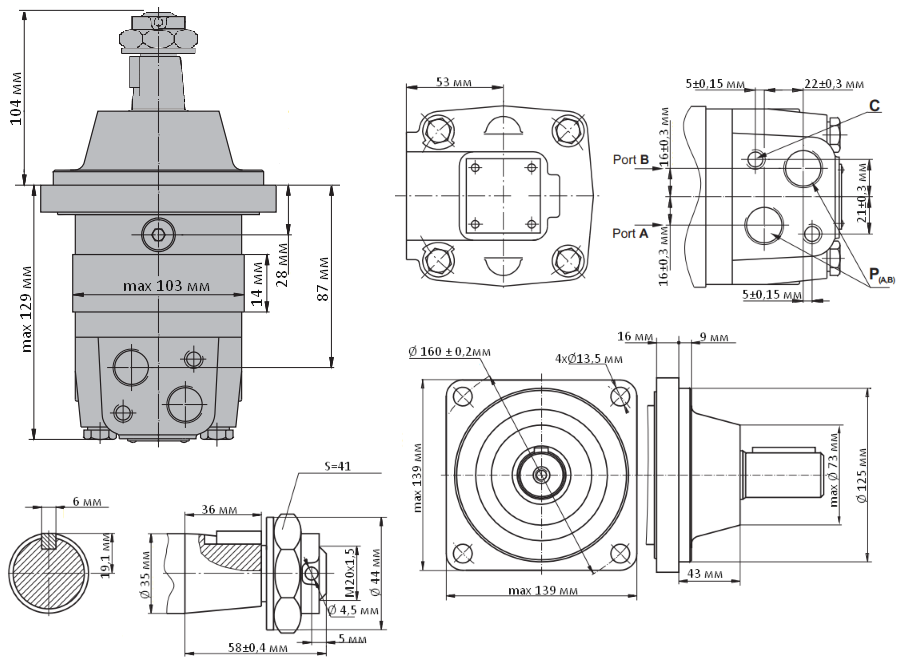 104 мм
max 129 мм
max 103 мм
14 мм
28 мм
87 мм
53 мм
Port B
Port A
5±0,15 мм
22±0,3 мм
C
16±0,3 мм
16±0,3 мм
21±0,3 мм
P(A,B)
5±0,15 мм
Ø 160 ± 0,2мм
4xØ13,5 мм
max 139 мм
max 139 мм
16 мм
9 мм
max Ø 73 мм
Ø 125 мм
43 мм
6 мм
19,1 мм
S=41
36 мм
Ø 35 мм
M20x1,5
Ø 44 мм
Ø 4,5 мм
5 мм
58±0,4 мм